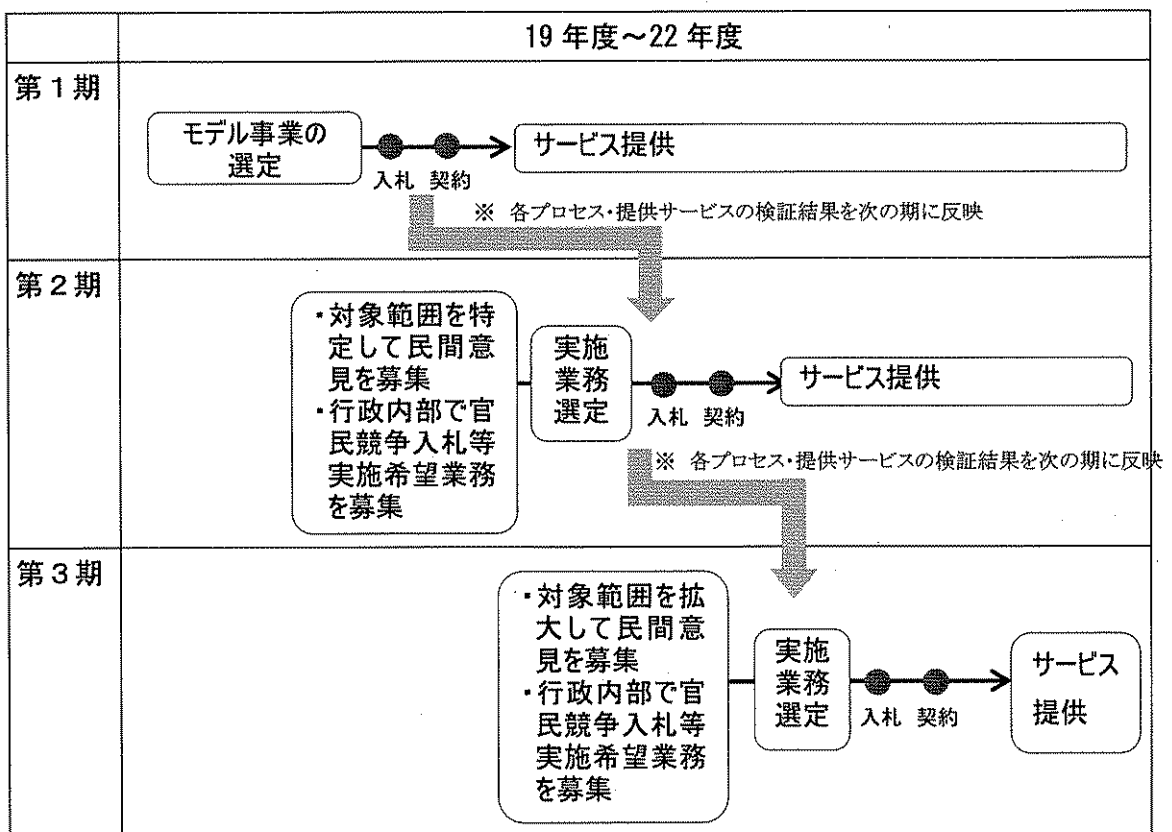 19年度～22年度
第1期
モデル事業の
選定
入札 契約
サービス提供
※ 各プロセス・提供サービスの検証結果を次の期に反映
第2期
・対象範囲を特
定して民間意
見を募集
・行政内部で官
民競争入札等
実施希望業務
を募集
実施
業務
選定
入札 契約
サービス提供
※ 各プロセス・提供サービスの検証結果を次の期に反映
第3期
・対象範囲を拡
大して民間意
見を募集
・行政内部で官
民競争入札等
実施希望業務
を募集
実施
業務
選定
入札 契約
サービス
提供